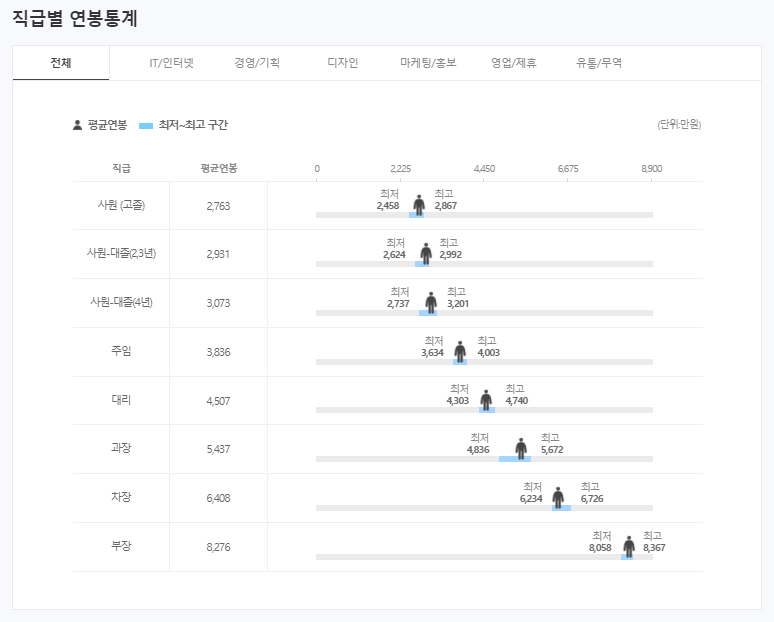 직급별 연봉통계
전체 IT/인터넷 경영/기획 디자인 마케팅/홍보 영업/제휴 유통/무역
평균연봉 최저~최고 구간 (단위:만원)
직급 평균연봉 0 2,225 4,450 6,675 8,900
사원 (고졸) 2,763 최저 2,458 최고 2,867
사원-대졸(2,3년) 2,931 최저 2,624 최고 2,992
사원-대졸(4년) 3,073 최저 2,737 최고 3,201
주임 3,836 최저 3,634 최고 4,003
대리 4,507 최저 4,303 최고 4,740
과장 5,437 최저 4,836 최고 5,672
차장 6,408 최저 6,234 최고 6,726
부장 8,276 최저 8,058 최고 8,367